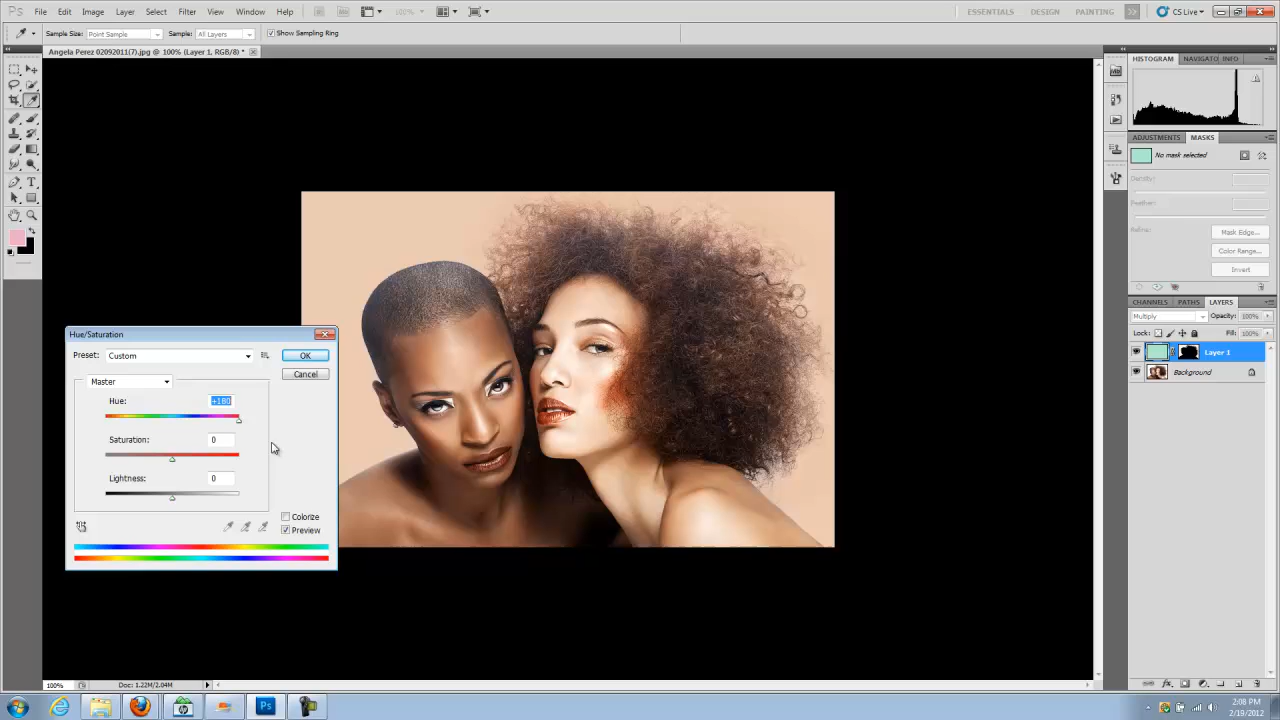 Ps File Edit Image Layer Select Filter View Window Help 100% ESSENTIALS DESIGN PAINTING CS Live
Sample Size: Point Sample Sample: All Layers Show Sampling Ring
Angela Perez 02092011(7).jpg @ 100% (Layer 1, RGB/8) *
HISTOGRAM NAVIGATO INFO
ADJUSTMENTS MASKS
No mask selected
Density:
Feather:
Refine: Mask Edge...
Color Range...
Invert
CHANNELS PATHS LAYERS
Multiply Opacity: 100%
Lock: Fill: 100%
Layer 1
Background
Hue/Saturation
Preset: Custom OK
Cancel
Master
Hue: +180
Saturation: 0
Lightness: 0
Colorize
Preview
100% Doc: 1.22M/2.04M
Ps
2:08 PM
2/19/2012